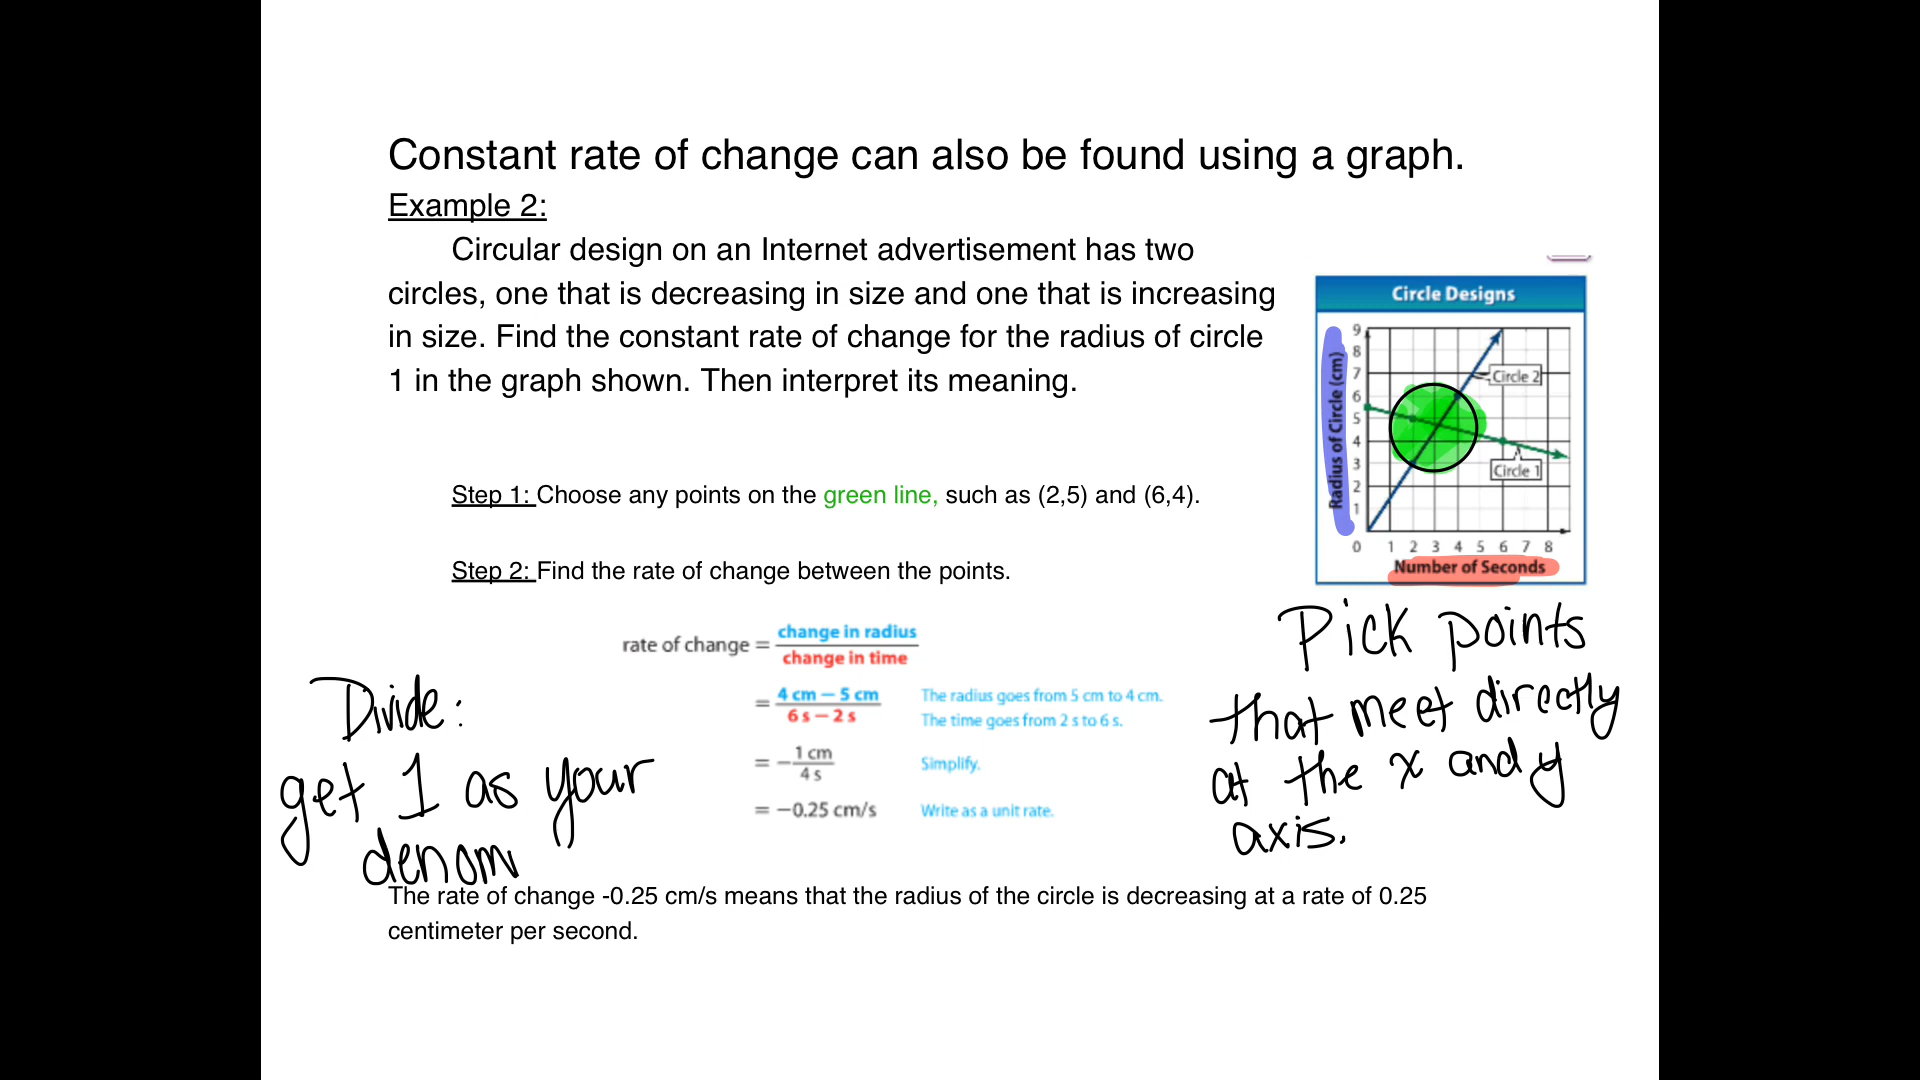 Constant rate of change can also be found using a graph.
Example 2:
Circular design on an Internet advertisement has two
circles, one that is decreasing in size and one that is increasing
in size. Find the constant rate of change for the radius of circle
1 in the graph shown. Then interpret its meaning.
Circle Designs
Radius of Circle (cm)
9
8
7
6
5
4
3
2
1
Circle 2
Circle 1
0 1 2 3 4 5 6 7 8
Number of Seconds
Step 1: Choose any points on the green line, such as (2,5) and (6,4).
Step 2: Find the rate of change between the points.
rate of change = change in radius
change in time
= 4 cm − 5 cm
6 s − 2 s
The radius goes from 5 cm to 4 cm.
The time goes from 2 s to 6 s.
= − 1 cm
4 s
Simplify.
= −0.25 cm/s Write as a unit rate.
Divide:
get 1 as your
denom
Pick points
that meet directly
at the x and y
axis.
The rate of change -0.25 cm/s means that the radius of the circle is decreasing at a rate of 0.25
centimeter per second.